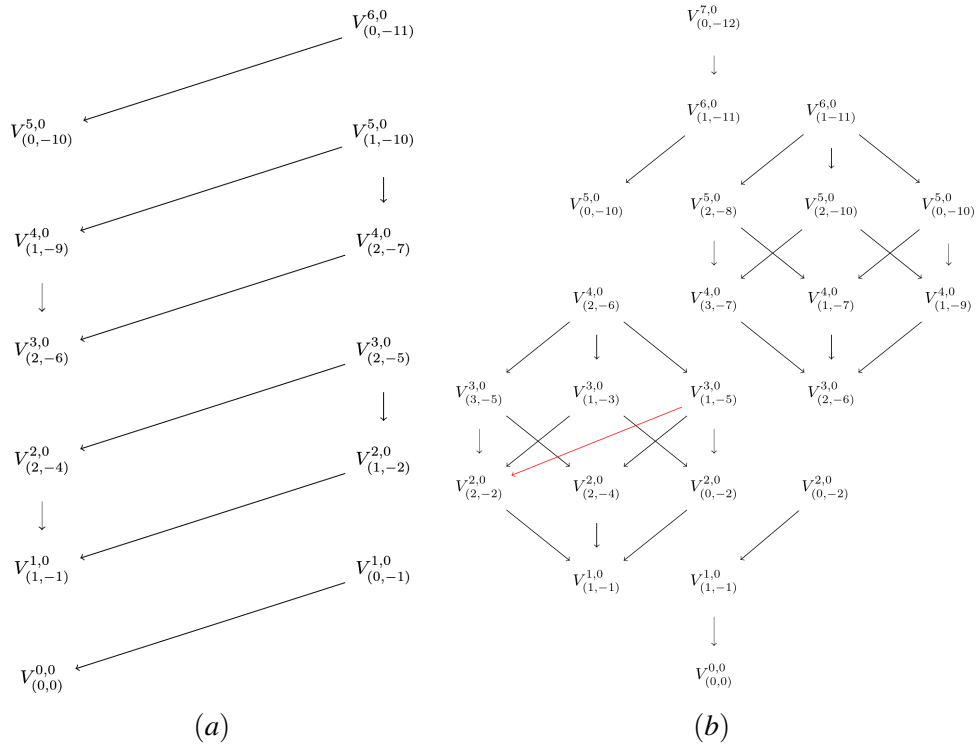 V^{6,0}_{(0,-11)}
V^{5,0}_{(0,-10)} V^{5,0}_{(1,-10)}
V^{4,0}_{(1,-9)} V^{4,0}_{(2,-7)}
V^{3,0}_{(2,-6)} V^{3,0}_{(2,-5)}
V^{2,0}_{(2,-4)} V^{2,0}_{(1,-2)}
V^{1,0}_{(1,-1)} V^{1,0}_{(0,-1)}
V^{0,0}_{(0,0)}
(a)
V^{7,0}_{(0,-12)}
V^{6,0}_{(1,-11)} V^{6,0}_{(1-11)}
V^{5,0}_{(0,-10)} V^{5,0}_{(2,-8)} V^{5,0}_{(2,-10)} V^{5,0}_{(0,-10)}
V^{4,0}_{(2,-6)} V^{4,0}_{(3,-7)} V^{4,0}_{(1,-7)} V^{4,0}_{(1,-9)}
V^{3,0}_{(3,-5)} V^{3,0}_{(1,-3)} V^{3,0}_{(1,-5)} V^{3,0}_{(2,-6)}
V^{2,0}_{(2,-2)} V^{2,0}_{(2,-4)} V^{2,0}_{(0,-2)} V^{2,0}_{(0,-2)}
V^{1,0}_{(1,-1)} V^{1,0}_{(1,-1)}
V^{0,0}_{(0,0)}
(b)